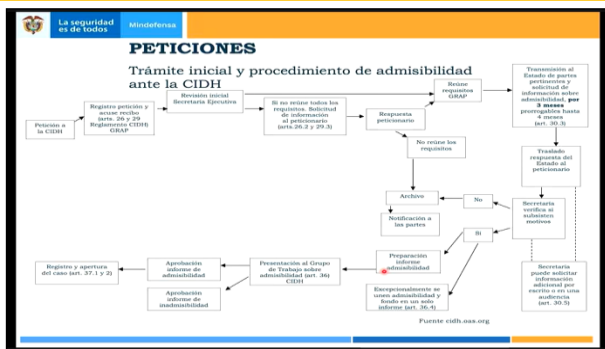 La seguridad
es de todos
Mindefensa
PETICIONES
Trámite inicial y procedimiento de admisibilidad
ante la CIDH
Petición a
la CIDH
Registro petición y
acuse recibo
(arts. 26 y 29
Reglamento CIDH)
GRAP
Revisión inicial
Secretaria Ejecutiva
Si no reúne todos los
requisitos. Solicitud
de información
al peticionario
(arts.26.2 y 29.3)
Respuesta
peticionario
Reúne
requisitos
GRAP
Transmisión al
Estado de partes
pertinentes y
solicitud de
información sobre
admisibilidad, por
3 meses
prorrogables hasta
4 meses
(art. 30.3)
No reúne los
requisitos
Traslado
respuesta del
Estado al
peticionario
Archivo
No
Secretaria
verifica si
subsisten
motivos
Notificación a
las partes
Si
Preparación
informe
admisibilidad
Presentación al Grupo
de Trabajo sobre
admisibilidad (art. 36)
CIDH
Aprobación
informe de
admisibilidad
Registro y apertura
del caso (art. 37,1 y 2)
Aprobación
informe de
inadmisibilidad
Excepcionalmente se
unen admisibilidad y
fondo en un solo
informe (art. 36.4)
Secretaria
puede solicitar
información
adicional por
escrito o en una
audiencia
(art. 30.5)
Fuente cidh.oas.org